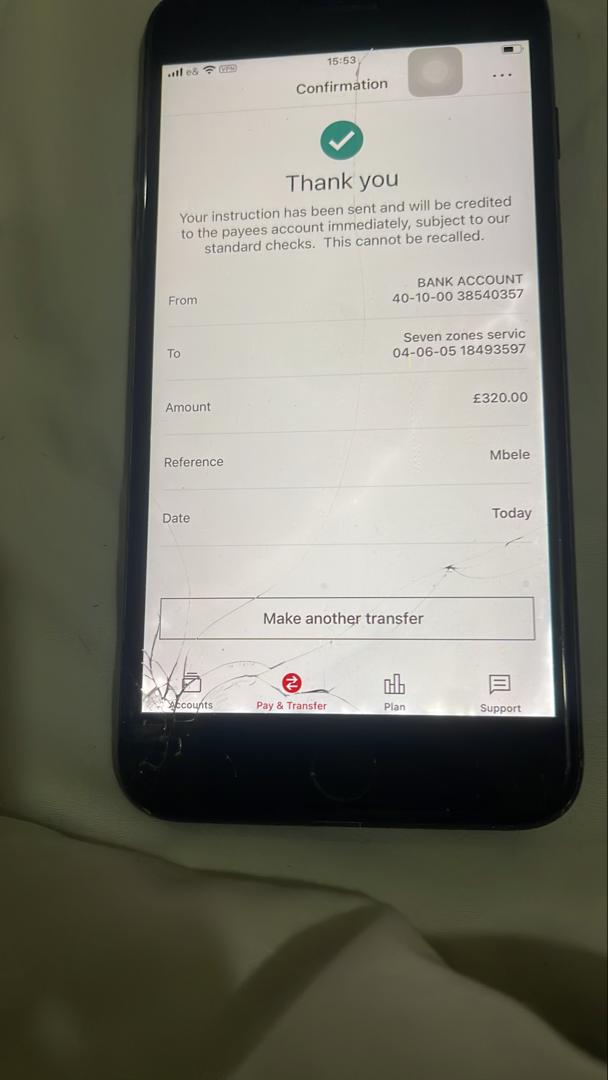 e& VPN 15:53
Confirmation
Thank you
Your instruction has been sent and will be credited
to the payees account immediately, subject to our
standard checks. This cannot be recalled.
From
BANK ACCOUNT
40-10-00 38540357
To
Seven zones servic
04-06-05 18493597
Amount £320.00
Reference Mbele
Date Today
Make another transfer
Accounts Pay & Transfer Plan Support